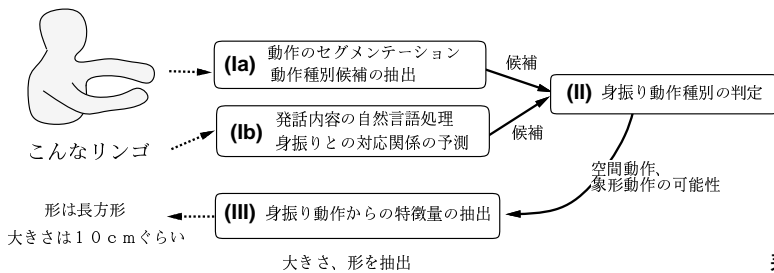 (Ia) 動作のセグメンテーション
動作種別候補の抽出
候補
(II) 身振り動作種別の判定
(Ib) 発話内容の自然言語処理
身振りとの対応関係の予測
候補
こんなリンゴ
空間動作、
象形動作の可能性
(III) 身振り動作からの特徴量の抽出
形は長方形
大きさは10cmぐらい
大きさ、形を抽出